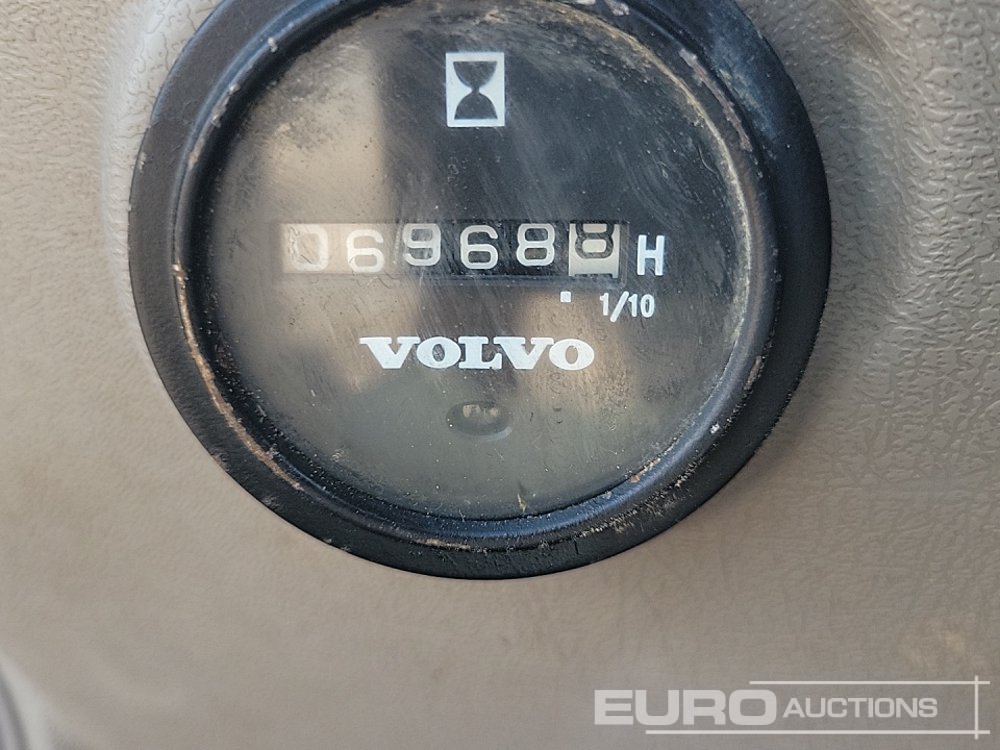 069688 H
1/10
VOLVO
EURO AUCTIONS